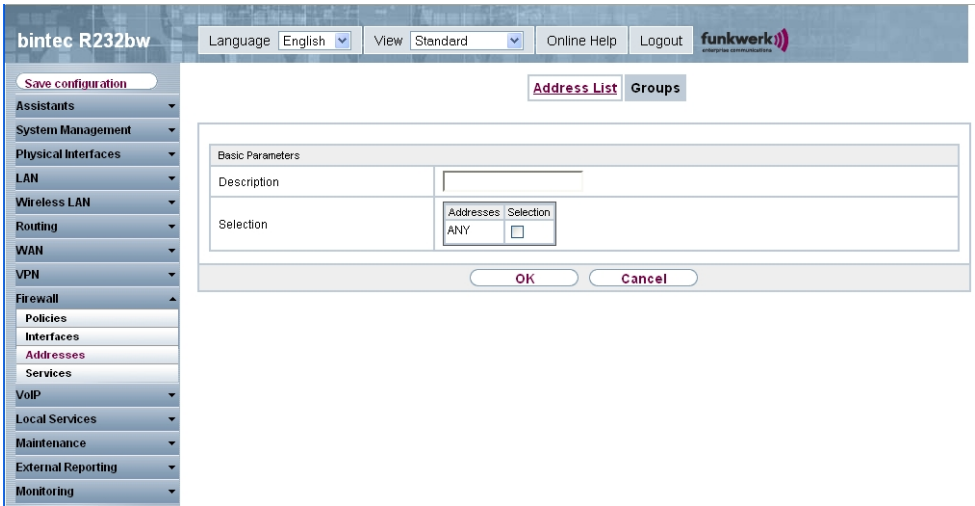 bintec R232bw
Language English View Standard Online Help Logout funkwerk
enterprise communications
Save configuration
Assistants
System Management
Physical Interfaces
LAN
Wireless LAN
Routing
WAN
VPN
Firewall
Policies
Interfaces
Addresses
Services
VoIP
Local Services
Maintenance
External Reporting
Monitoring
Address List Groups
Basic Parameters
Description
Selection
Addresses Selection
ANY
OK Cancel